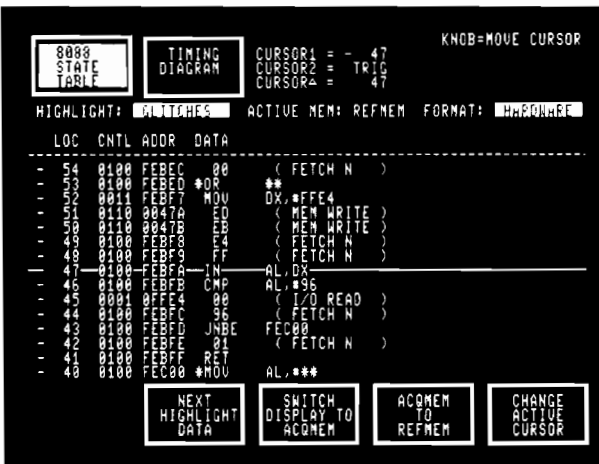 KNOB=MOVE CURSOR
8088 STATE TABLE
TIMING DIAGRAM
CURSOR1 = - 47
CURSOR2 = TRIG
CURSOR△ = 47
HIGHLIGHT: GLITCHES ACTIVE MEM: REFMEM FORMAT: HARDWARE
LOC CNTL ADDR DATA
- 54 0100 FEBEC 00 ( FETCH N )
- 53 0100 FEBED *OR **
- 52 0011 FEBF7 MOV DX,#FFE4
- 51 0110 0047A ED ( MEM WRITE )
- 50 0110 0047B EB ( MEM WRITE )
- 49 0100 FEBF8 E4 ( FETCH N )
- 48 0100 FEBF9 FF ( FETCH N )
- 47 0100 FEBFA IN AL,DX
- 46 0100 FEBFB CMP AL,#96
- 45 0001 0FFE4 00 ( I/O READ )
- 44 0100 FEBFC 96 ( FETCH N )
- 43 0100 FEBFD JNBE FEC00
- 42 0100 FEBFE 01 ( FETCH N )
- 41 0100 FEBFF RET
- 40 0100 FEC00 *MOV AL,#**
NEXT HIGHLIGHT DATA
SWITCH DISPLAY TO ACQMEM
ACQMEM TO REFMEM
CHANGE ACTIVE CURSOR